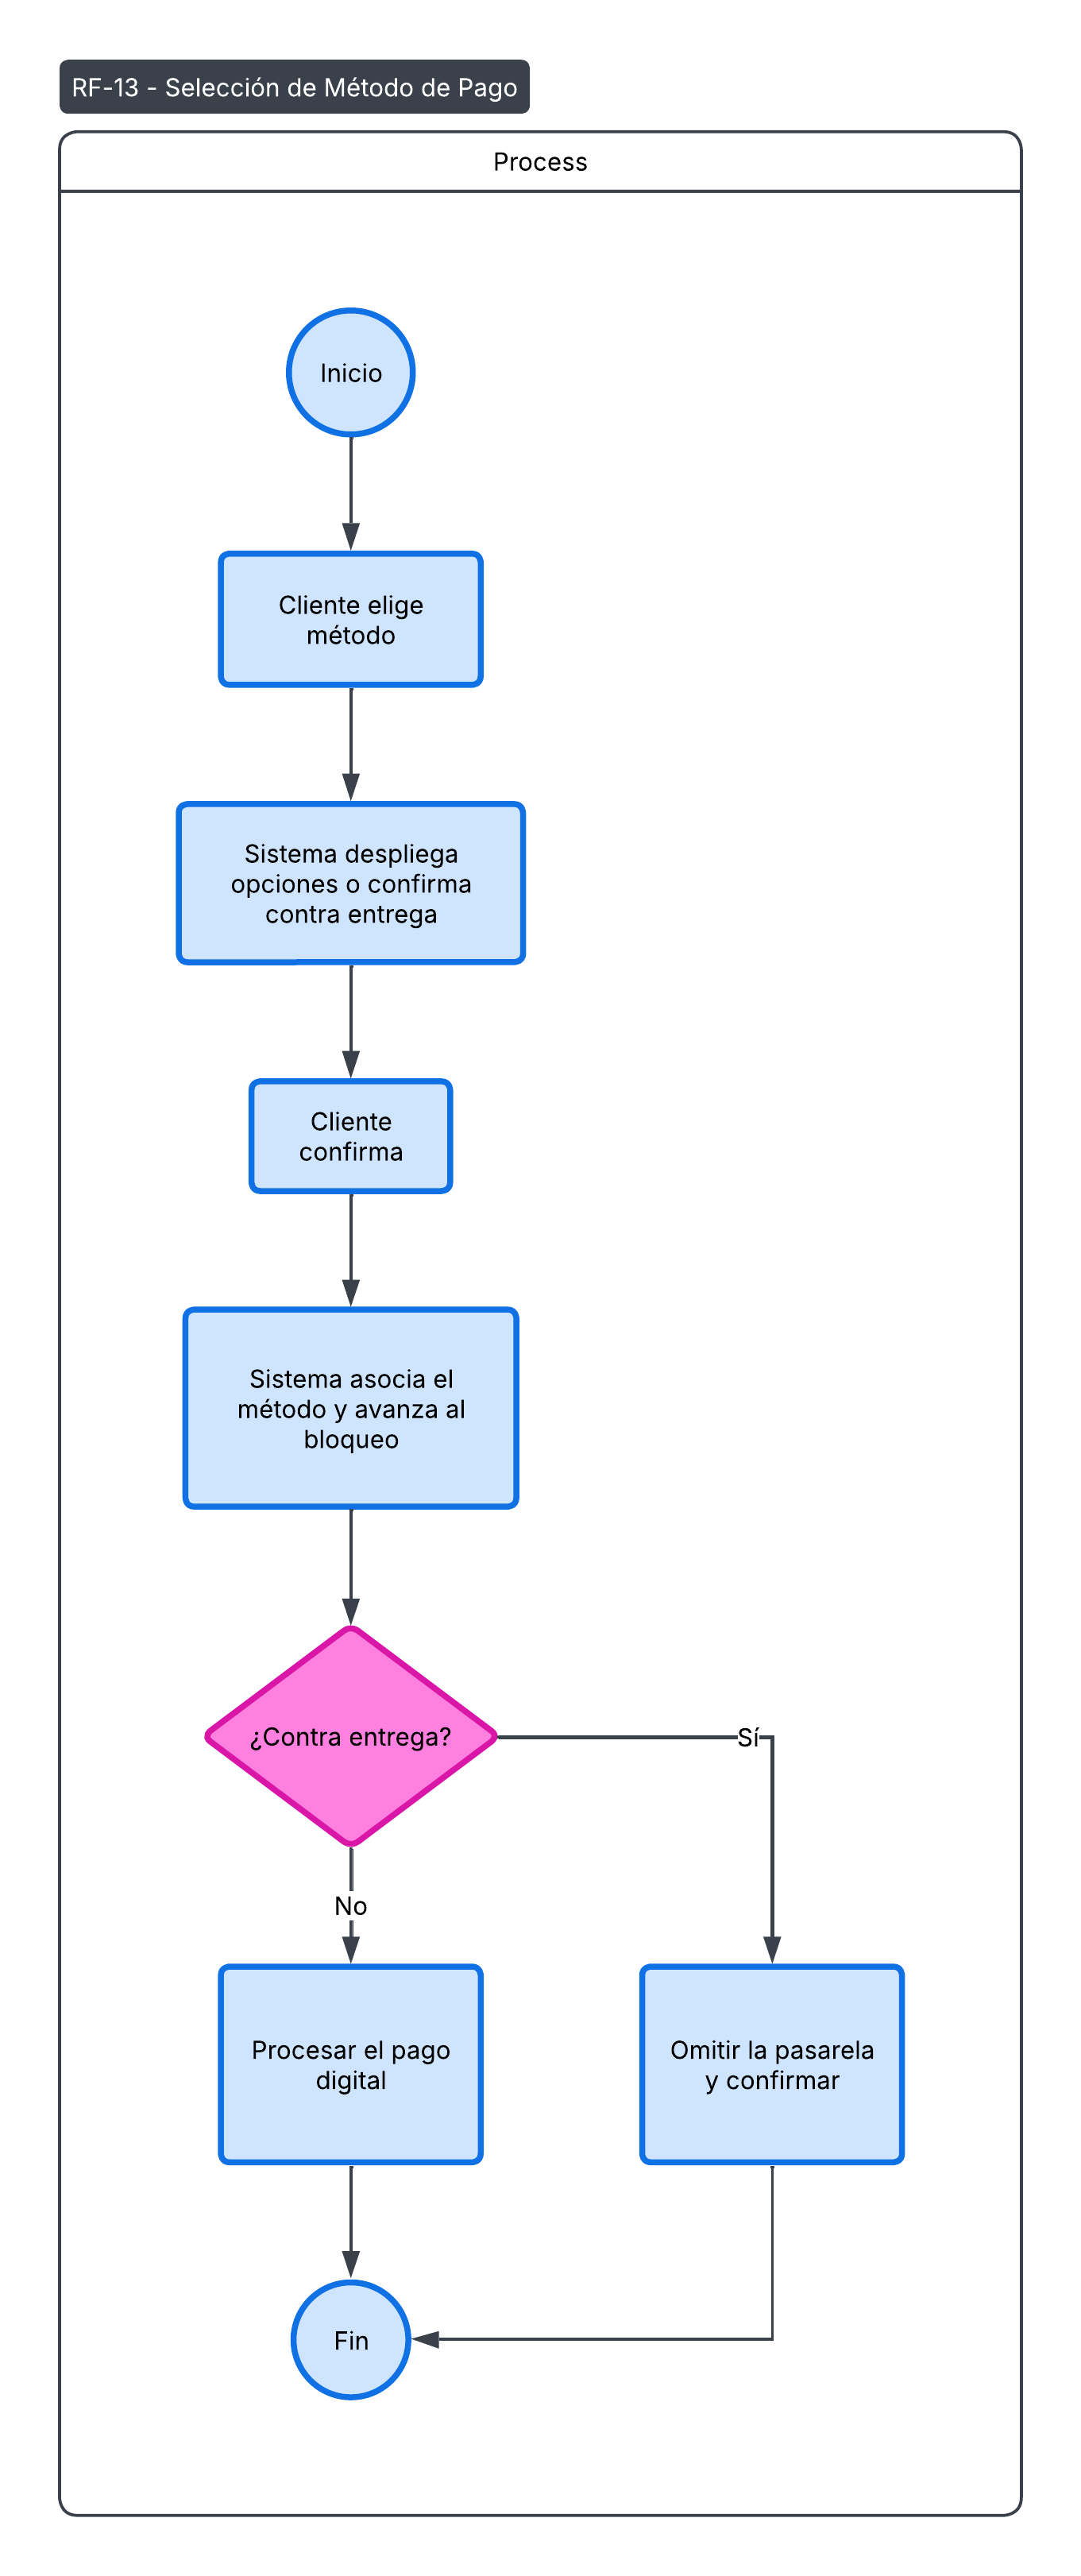 RF-13 - Selección de Método de Pago
Process
Inicio
Cliente elige
método
Sistema despliega
opciones o confirma
contra entrega
Cliente
confirma
Sistema asocia el
método y avanza al
bloqueo
¿Contra entrega?
Sí
No
Procesar el pago
digital
Omitir la pasarela
y confirmar
Fin